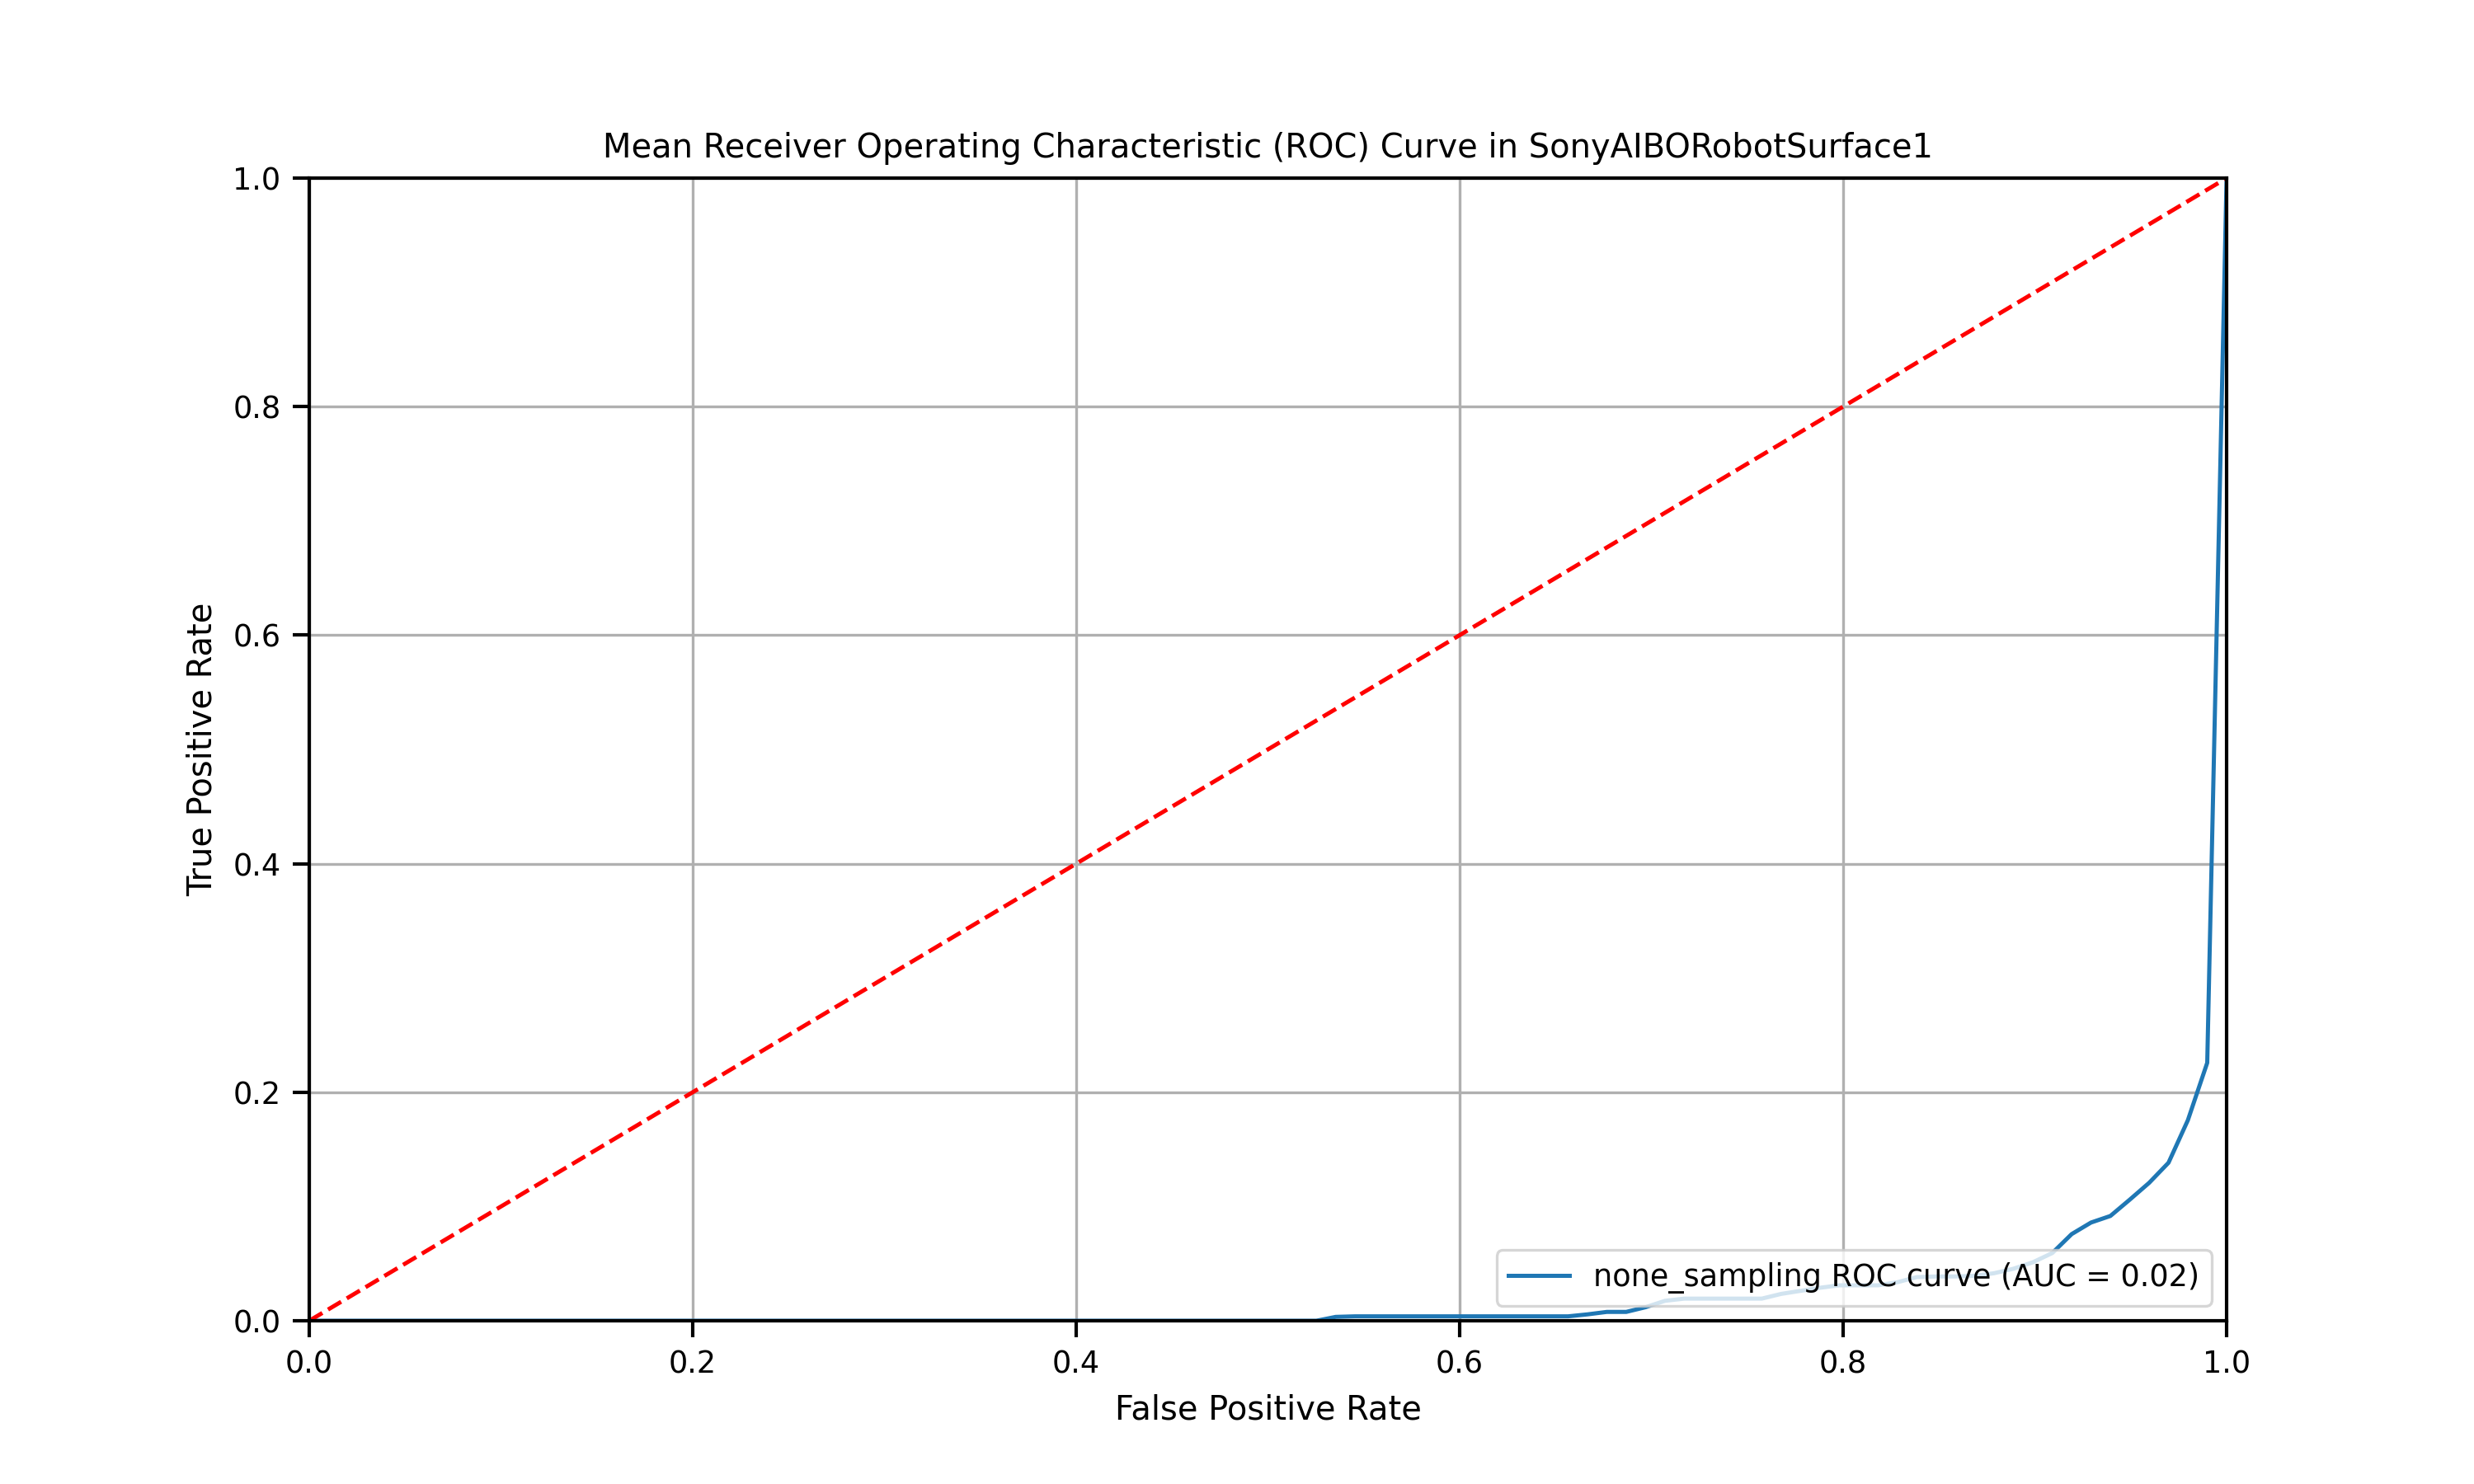 Mean Receiver Operating Characteristic (ROC) Curve in SonyAIBORobotSurface1
1.0
0.8
0.6
0.4
0.2
0.0
True Positive Rate
none_sampling ROC curve (AUC = 0.02)
0.0 0.2 0.4 0.6 0.8 1.0
False Positive Rate